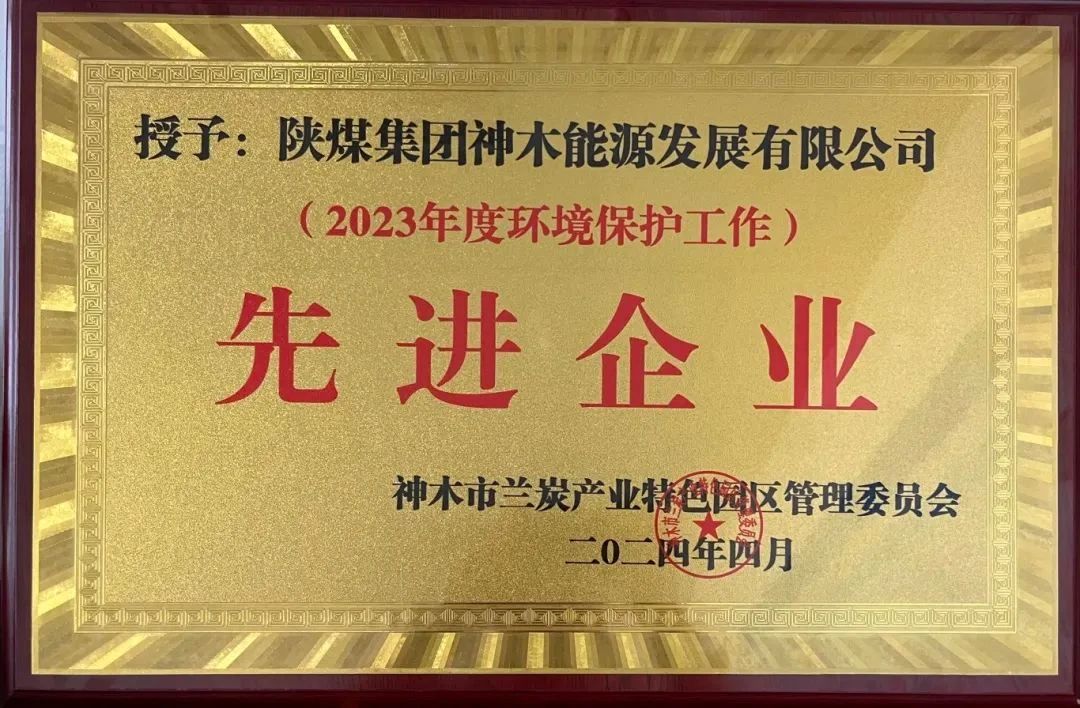 授予：陕煤集团神木能源发展有限公司
（2023年度环境保护工作）
先进企业
神木市兰炭产业特色园区管理委员会
二〇二四年四月